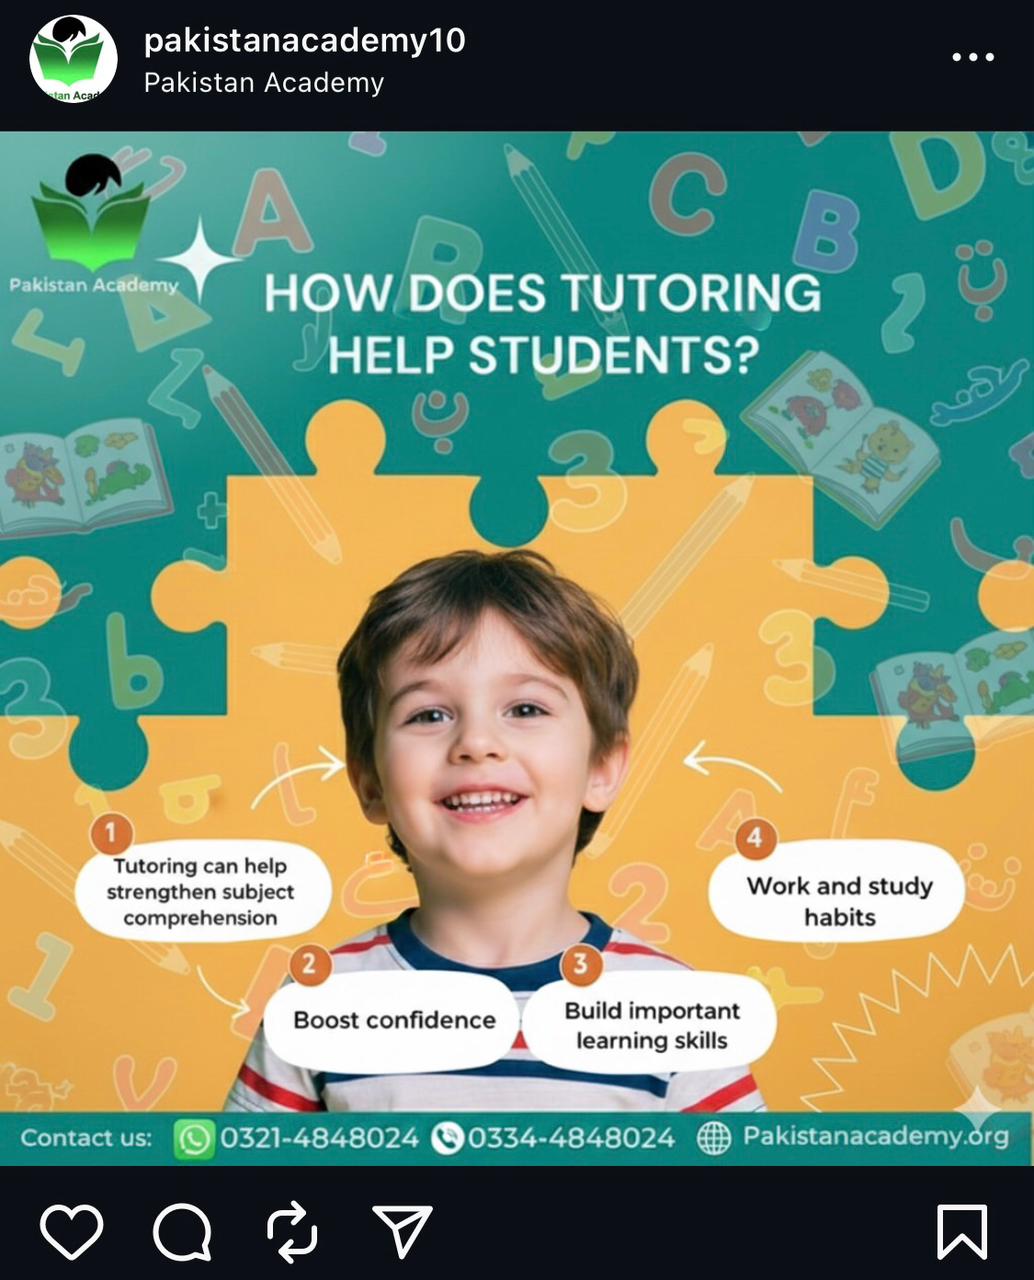 pakistanacademy10
Pakistan Academy
Pakistan Academy
HOW DOES TUTORING
HELP STUDENTS?
1
Tutoring can help
strengthen subject
comprehension
2
Boost confidence
3
Build important
learning skills
4
Work and study
habits
Contact us: 0321-4848024 0334-4848024 Pakistanacademy.org